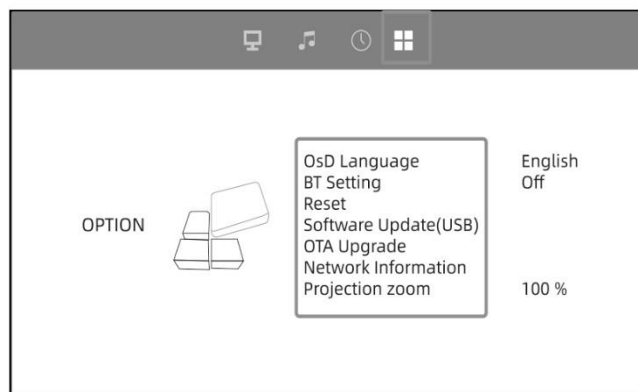 OPTION
OsD Language English
BT Setting Off
Reset
Software Update(USB)
OTA Upgrade
Network Information
Projection zoom 100 %